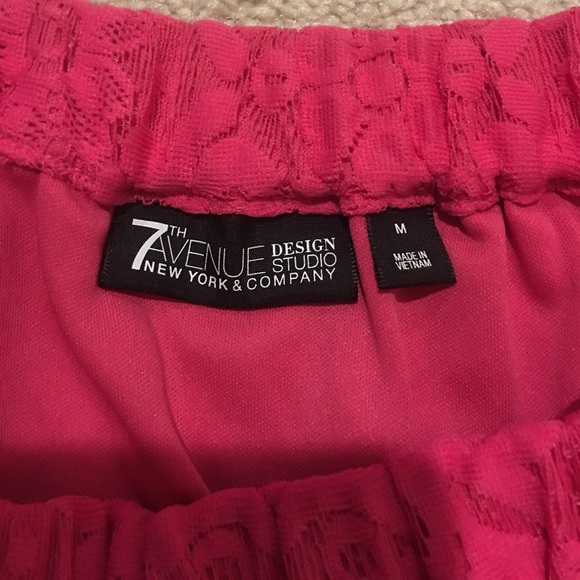 7TH AVENUE DESIGN STUDIO
NEW YORK & COMPANY
M
MADE IN
VIETNAM